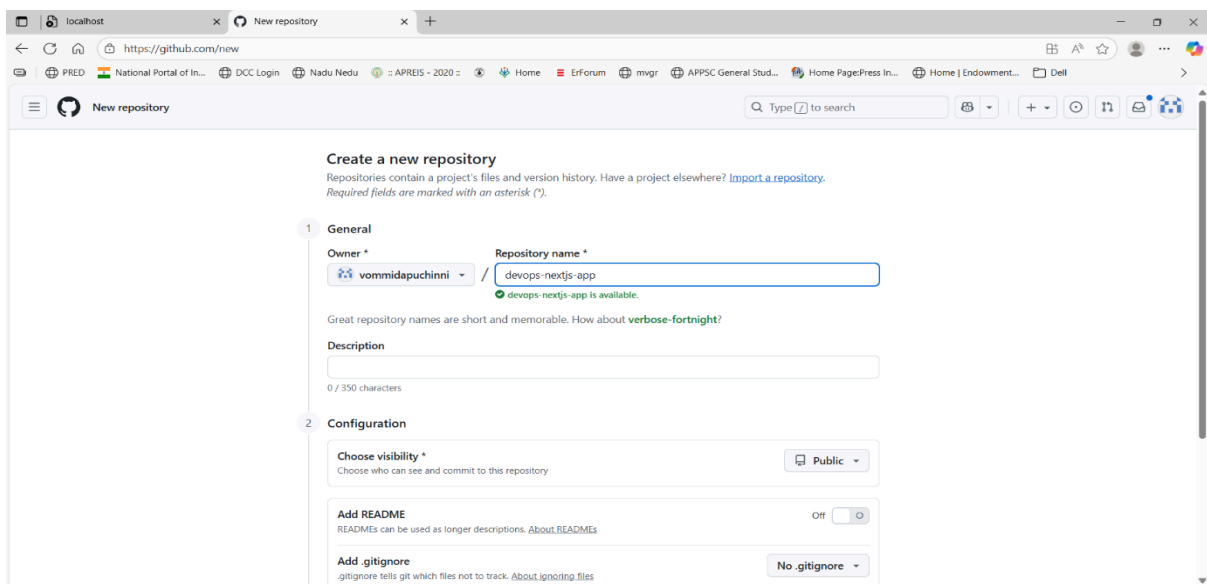 localhost
New repository
https://github.com/new
PRED National Portal of In... DCC Login Nadu Nedu :: APREIS - 2020 :: Home ErForum mvgr APPSC General Stud... Home Page:Press In... Home | Endowment... Dell
New repository
Type / to search
Create a new repository
Repositories contain a project's files and version history. Have a project elsewhere? Import a repository.
Required fields are marked with an asterisk (*).
1 General
Owner * Repository name *
vommidapuchinni / devops-nextjs-app
devops-nextjs-app is available.
Great repository names are short and memorable. How about verbose-fortnight?
Description
0 / 350 characters
2 Configuration
Choose visibility * Public
Choose who can see and commit to this repository
Add README Off
READMEs can be used as longer descriptions. About READMEs
Add .gitignore No .gitignore
.gitignore tells git which files not to track. About ignoring files